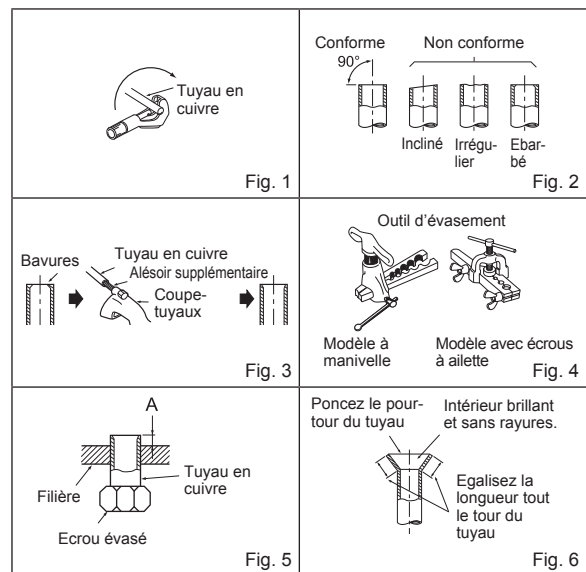 Tuyau en
cuivre
Fig. 1
Conforme
Non conforme
90°
Incliné
Irrégu-
lier
Ebar-
bé
Fig. 2
Bavures
Tuyau en cuivre
Alésoir supplémentaire
Coupe-
tuyaux
Fig. 3
Outil d'évasement
Modèle à
manivelle
Modèle avec écrous
à ailette
Fig. 4
A
Tuyau en
cuivre
Filière
Ecrou évasé
Fig. 5
Poncez le pour-
tour du tuyau
Intérieur brillant
et sans rayures.
Egalisez la
longueur tout
le tour du
tuyau
Fig. 6